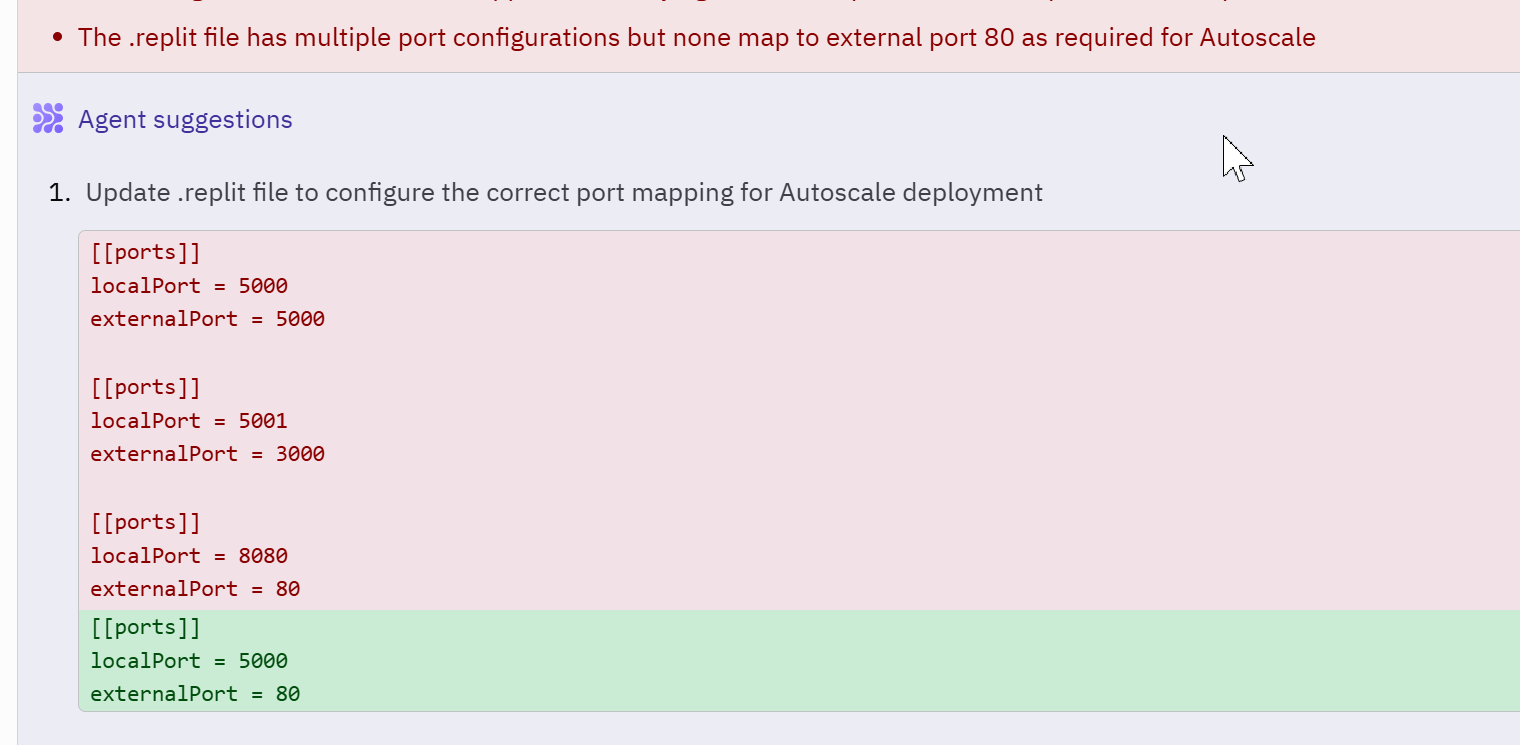 • The .replit file has multiple port configurations but none map to external port 80 as required for Autoscale
Agent suggestions
1. Update .replit file to configure the correct port mapping for Autoscale deployment
[[ports]]
localPort = 5000
externalPort = 5000
[[ports]]
localPort = 5001
externalPort = 3000
[[ports]]
localPort = 8080
externalPort = 80
[[ports]]
localPort = 5000
externalPort = 80